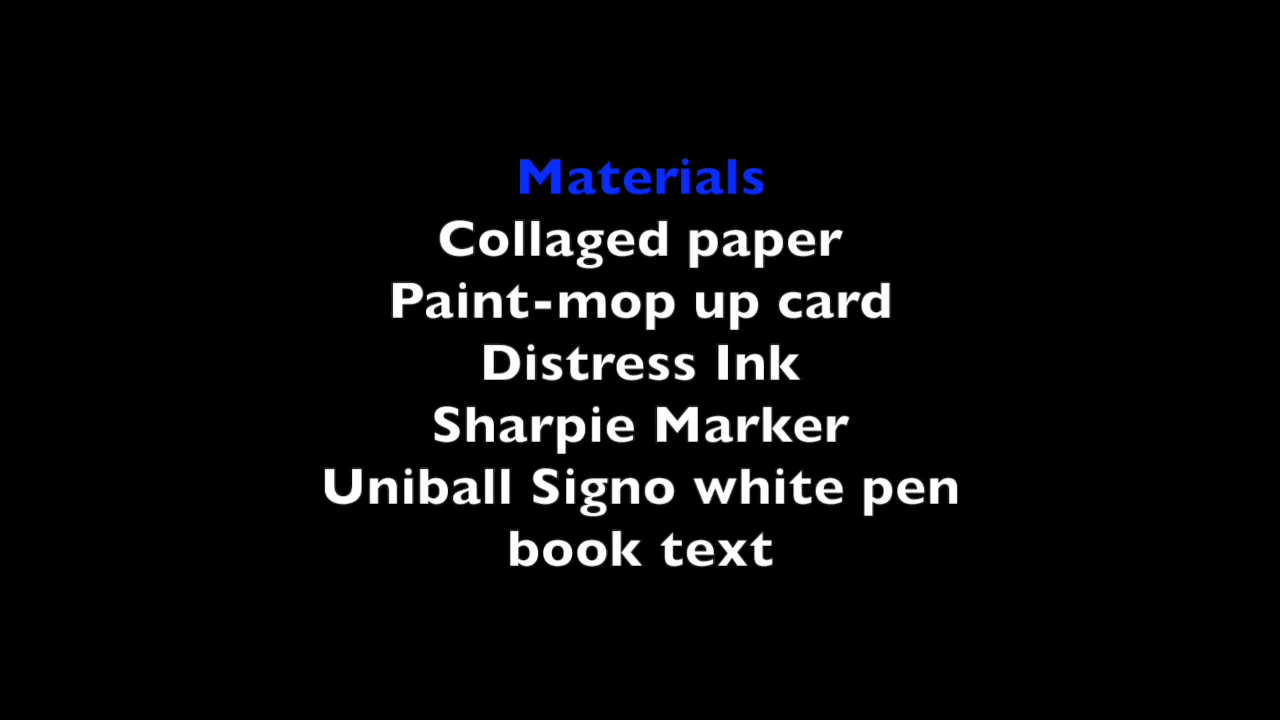 Materials
Collaged paper
Paint-mop up card
Distress Ink
Sharpie Marker
Uniball Signo white pen
book text